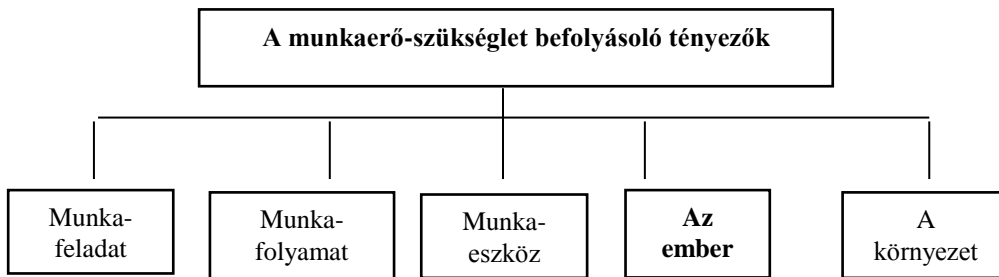 A munkaerő-szükséglet befolyásoló tényezők
Munka-
feladat
Munka-
folyamat
Munka-
eszköz
Az
ember
A
környezet